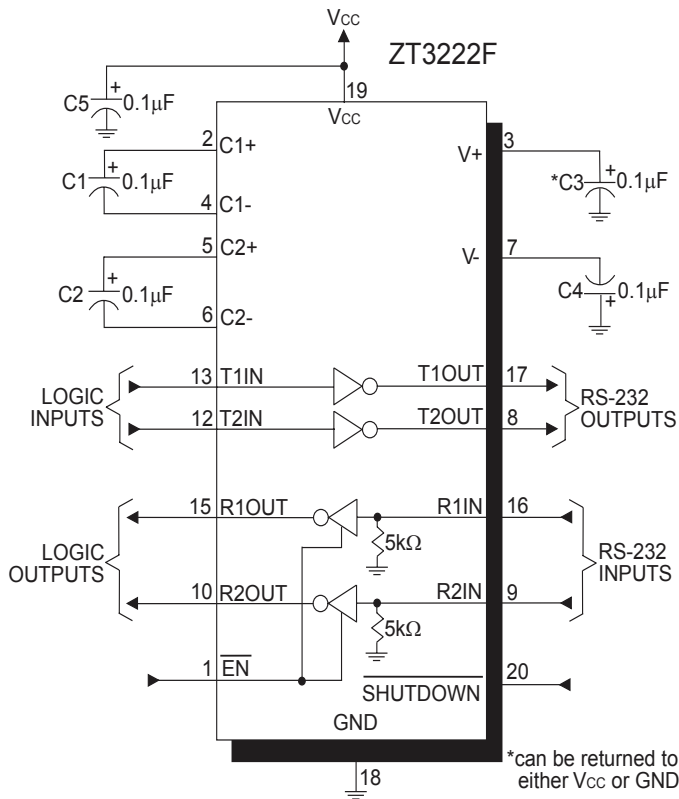 Vcc
ZT3222F
C5 + 0.1µF
19
Vcc
2 C1+
C1 + 0.1µF
4 C1-
5 C2+
C2 + 0.1µF
6 C2-
V+ 3
*C3 + 0.1µF
V- 7
C4 + 0.1µF
LOGIC
INPUTS
13 T1IN T1OUT 17
12 T2IN T2OUT 8
RS-232
OUTPUTS
LOGIC
OUTPUTS
15 R1OUT R1IN 16
5kΩ
10 R2OUT R2IN 9
5kΩ
RS-232
INPUTS
1 EN
SHUTDOWN 20
GND
18
*can be returned to
either Vcc or GND